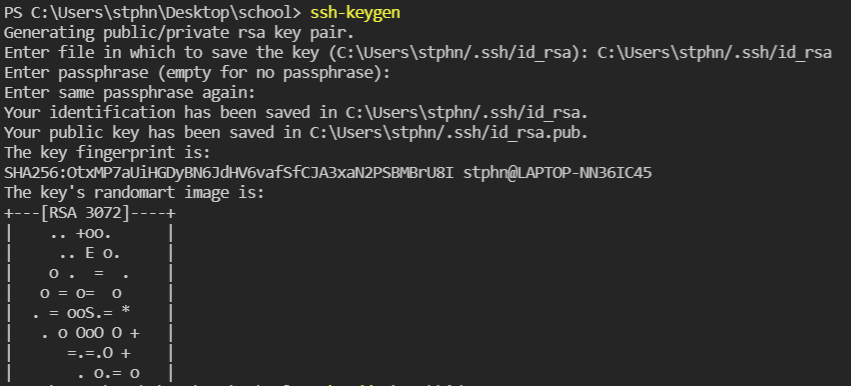 PS C:\Users\stphn\Desktop\school> ssh-keygen
Generating public/private rsa key pair.
Enter file in which to save the key (C:\Users\stphn/.ssh/id_rsa): C:\Users\stphn/.ssh/id_rsa
Enter passphrase (empty for no passphrase):
Enter same passphrase again:
Your identification has been saved in C:\Users\stphn/.ssh/id_rsa.
Your public key has been saved in C:\Users\stphn/.ssh/id_rsa.pub.
The key fingerprint is:
SHA256:OtxMP7aUiHGDyBN6JdHV6vafSfCJA3xaN2PSBMBrU8I stphn@LAPTOP-NN36IC45
The key's randomart image is:
+---[RSA 3072]----+
|    .. +oo.      |
|     .. E o.     |
|    o .  =  .    |
|   o = o=  o     |
|  . = ooS.= *    |
|   . o OoO O +   |
|      =.=.O +    |
|       . o.= o   |